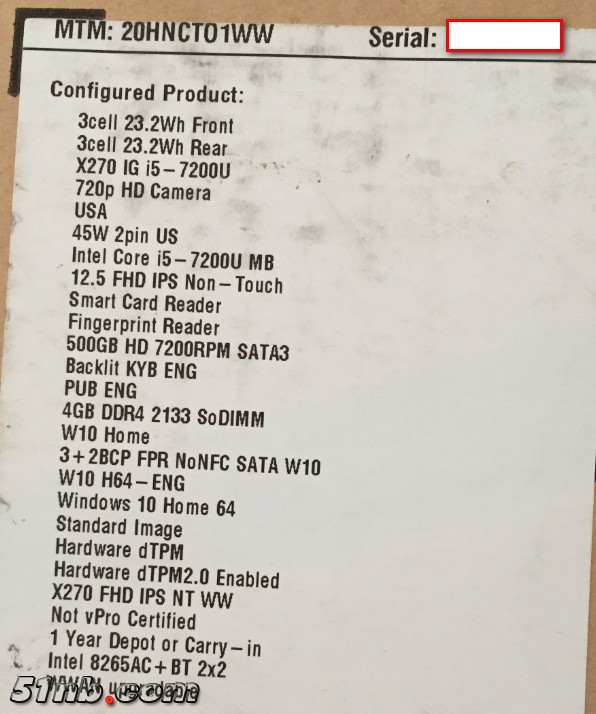 MTM: 20HNCTO1WW Serial:
Configured Product:
3cell 23.2Wh Front
3cell 23.2Wh Rear
X270 IG i5-7200U
720p HD Camera
USA
45W 2pin US
Intel Core i5-7200U MB
12.5 FHD IPS Non-Touch
Smart Card Reader
Fingerprint Reader
500GB HD 7200RPM SATA3
Backlit KYB ENG
PUB ENG
4GB DDR4 2133 SoDIMM
W10 Home
3+2BCP FPR NoNFC SATA W10
W10 H64-ENG
Windows 10 Home 64
Standard Image
Hardware dTPM
Hardware dTPM2.0 Enabled
X270 FHD IPS NT WW
Not vPro Certified
1 Year Depot or Carry-in
Intel 8265AC+BT 2x2
WWAN upgradable
51nb.com